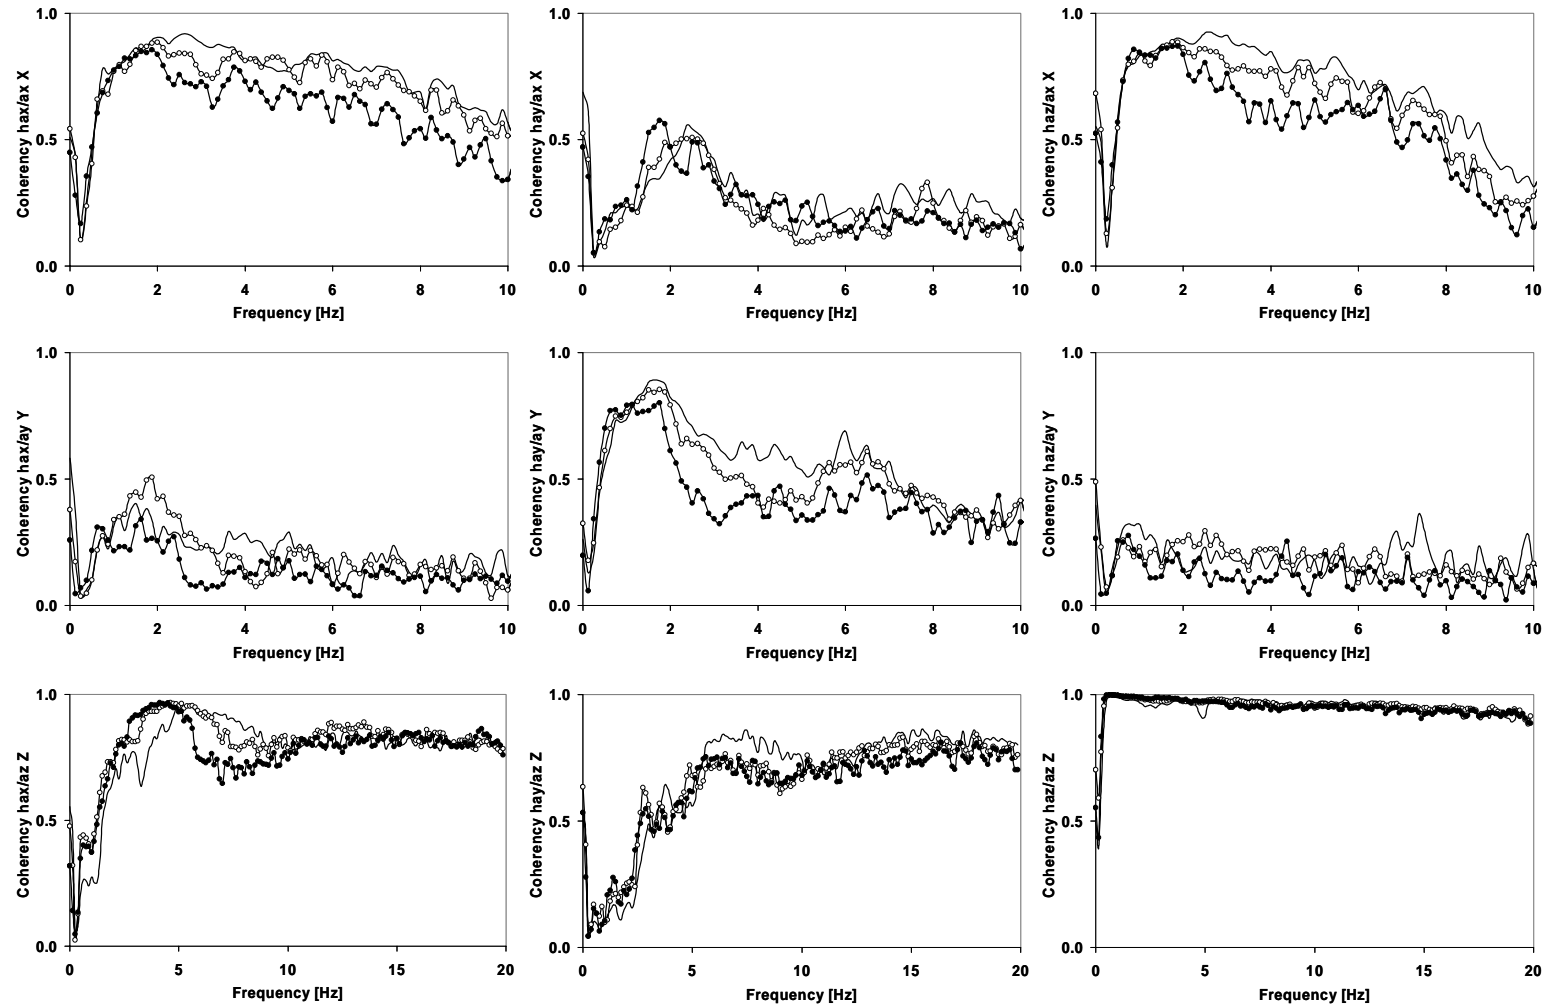 Coherency hax/ax X
1.0
0.5
0.0
0 2 4 6 8 10
Frequency [Hz]
Coherency hay/ax X
1.0
0.5
0.0
0 2 4 6 8 10
Frequency [Hz]
Coherency haz/ax X
1.0
0.5
0.0
0 2 4 6 8 10
Frequency [Hz]
Coherency hax/ay Y
1.0
0.5
0.0
0 2 4 6 8 10
Frequency [Hz]
Coherency hay/ay Y
1.0
0.5
0.0
0 2 4 6 8 10
Frequency [Hz]
Coherency haz/ay Y
1.0
0.5
0.0
0 2 4 6 8 10
Frequency [Hz]
Coherency hax/az Z
1.0
0.5
0.0
0 5 10 15 20
Frequency [Hz]
Coherency hay/az Z
1.0
0.5
0.0
0 5 10 15 20
Frequency [Hz]
Coherency haz/az Z
1.0
0.5
0.0
0 5 10 15 20
Frequency [Hz]